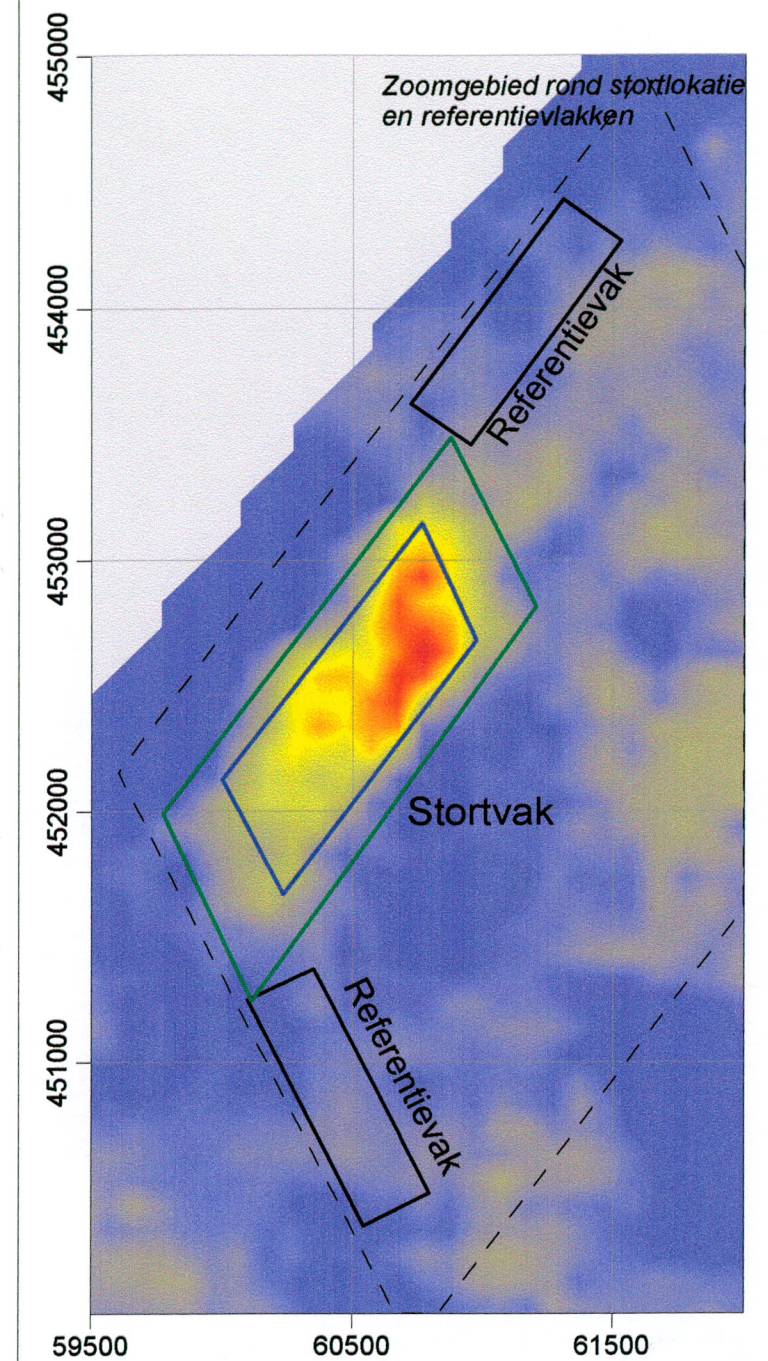 455000
Zoomgebied rond stortlokatie
en referentievlakken
454000
Referentievak
453000
452000
Stortvak
Referentievak
451000
59500 60500 61500